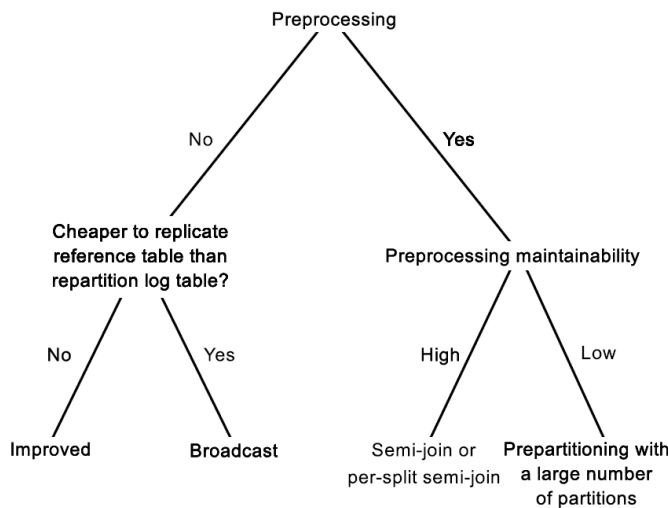 Preprocessing
No
Yes
Cheaper to replicate
reference table than
repartition log table?
Preprocessing maintainability
No
Yes
High
Low
Improved
Broadcast
Semi-join or
per-split semi-join
Prepartitioning with
a large number
of partitions